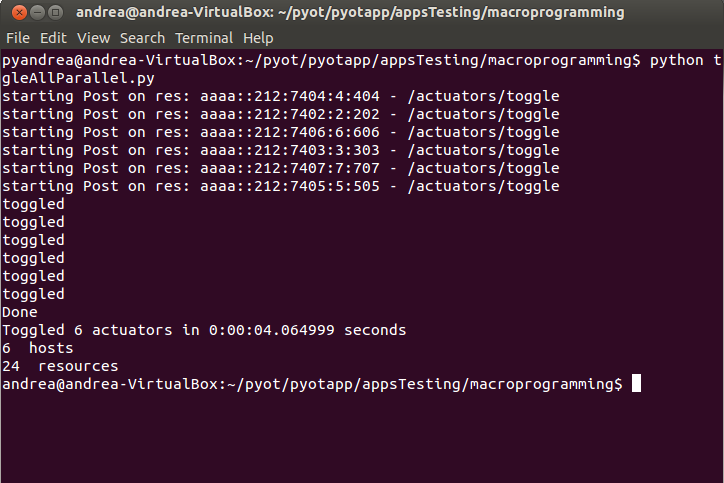 andrea@andrea-VirtualBox: ~/pyot/pyotapp/appsTesting/macroprogramming
File Edit View Search Terminal Help
pyandrea@andrea-VirtualBox:~/pyot/pyotapp/appsTesting/macroprogramming$ python t
gleAllParallel.py
starting Post on res: aaaa::212:7404:4:404 - /actuators/toggle
starting Post on res: aaaa::212:7402:2:202 - /actuators/toggle
starting Post on res: aaaa::212:7406:6:606 - /actuators/toggle
starting Post on res: aaaa::212:7403:3:303 - /actuators/toggle
starting Post on res: aaaa::212:7407:7:707 - /actuators/toggle
starting Post on res: aaaa::212:7405:5:505 - /actuators/toggle
toggled
toggled
toggled
toggled
toggled
toggled
Done
Toggled 6 actuators in 0:00:04.064999 seconds
6  hosts
24  resources
andrea@andrea-VirtualBox:~/pyot/pyotapp/appsTesting/macroprogramming$